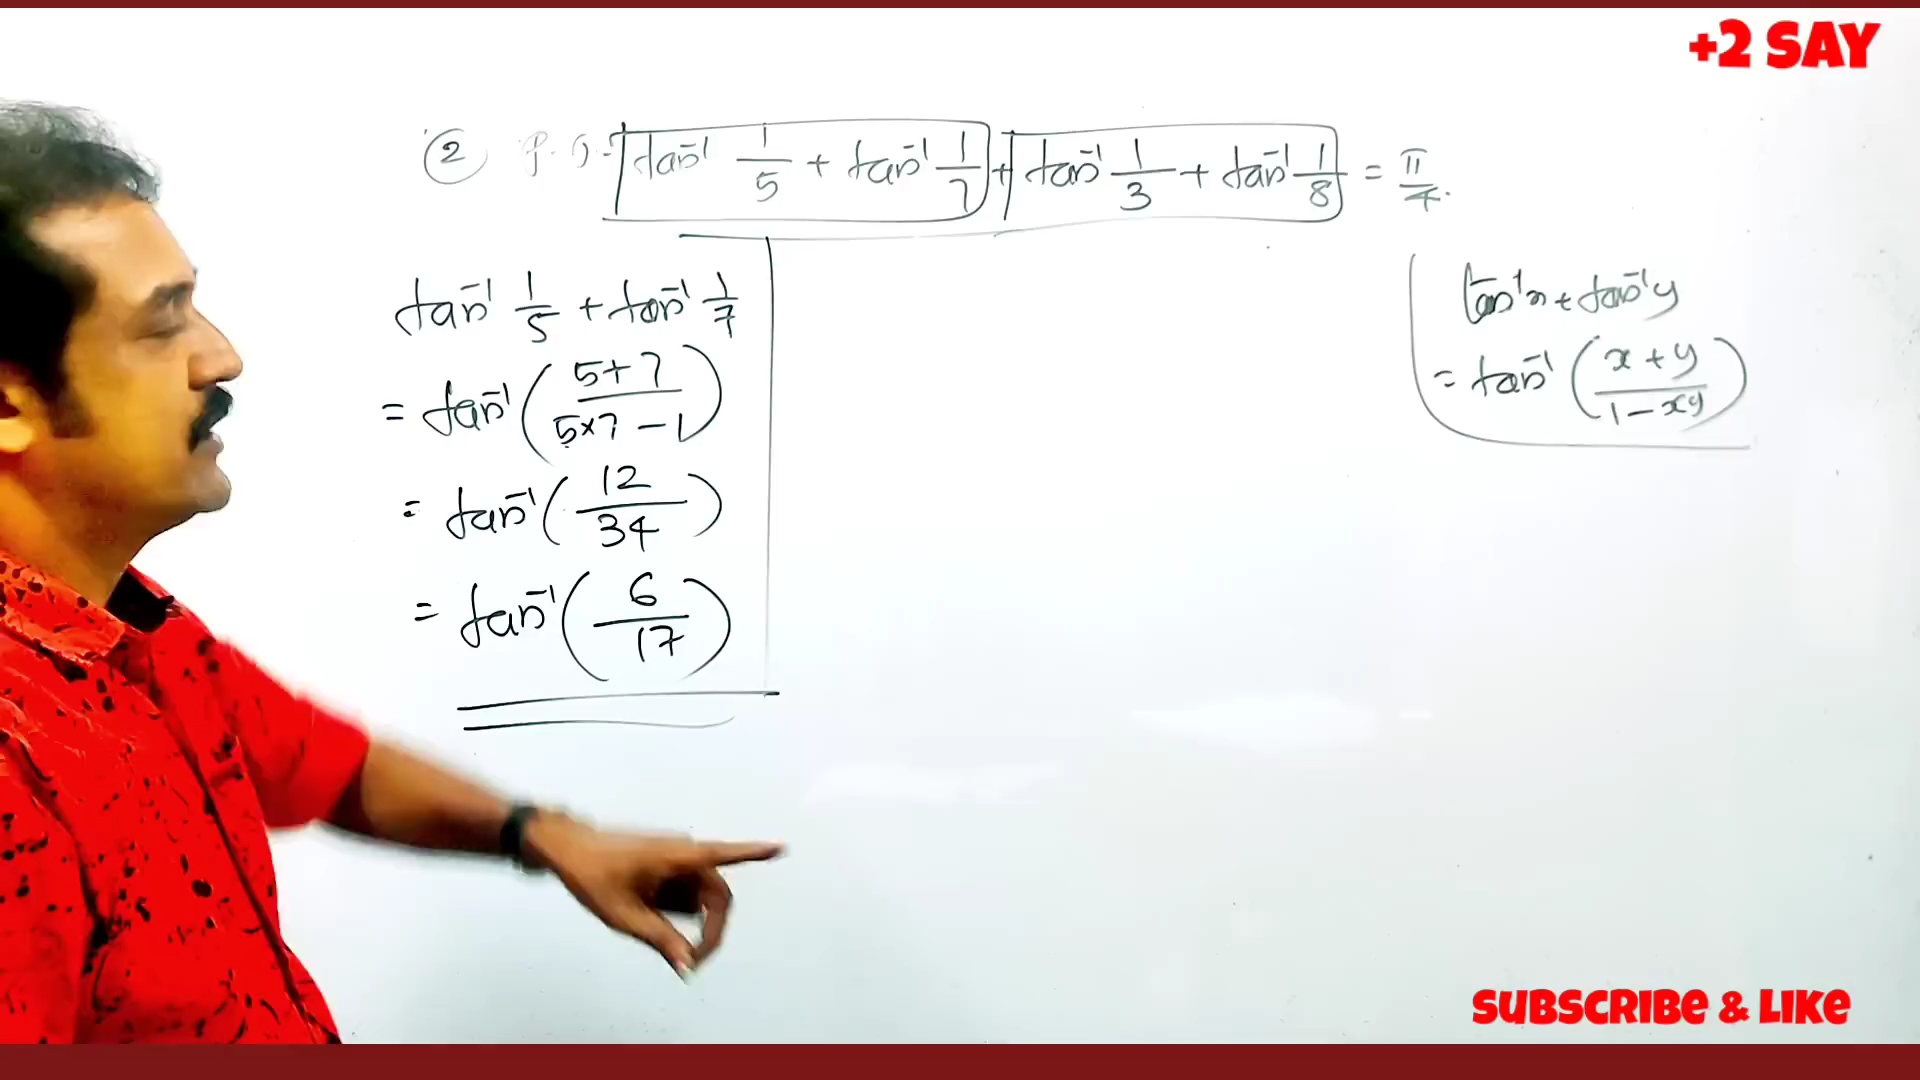 +2 SAY
② P.T. tan⁻¹ 1/5 + tan⁻¹ 1/7 + tan⁻¹ 1/3 + tan⁻¹ 1/8 = π/4.
tan⁻¹ 1/5 + tan⁻¹ 1/7
= tan⁻¹ ( 5+7 / 5×7 − 1 )
= tan⁻¹ ( 12 / 34 )
= tan⁻¹ ( 6 / 17 )
tan⁻¹x + tan⁻¹y
= tan⁻¹ ( x + y / 1 − xy )
SUBSCRIBE & LIKE